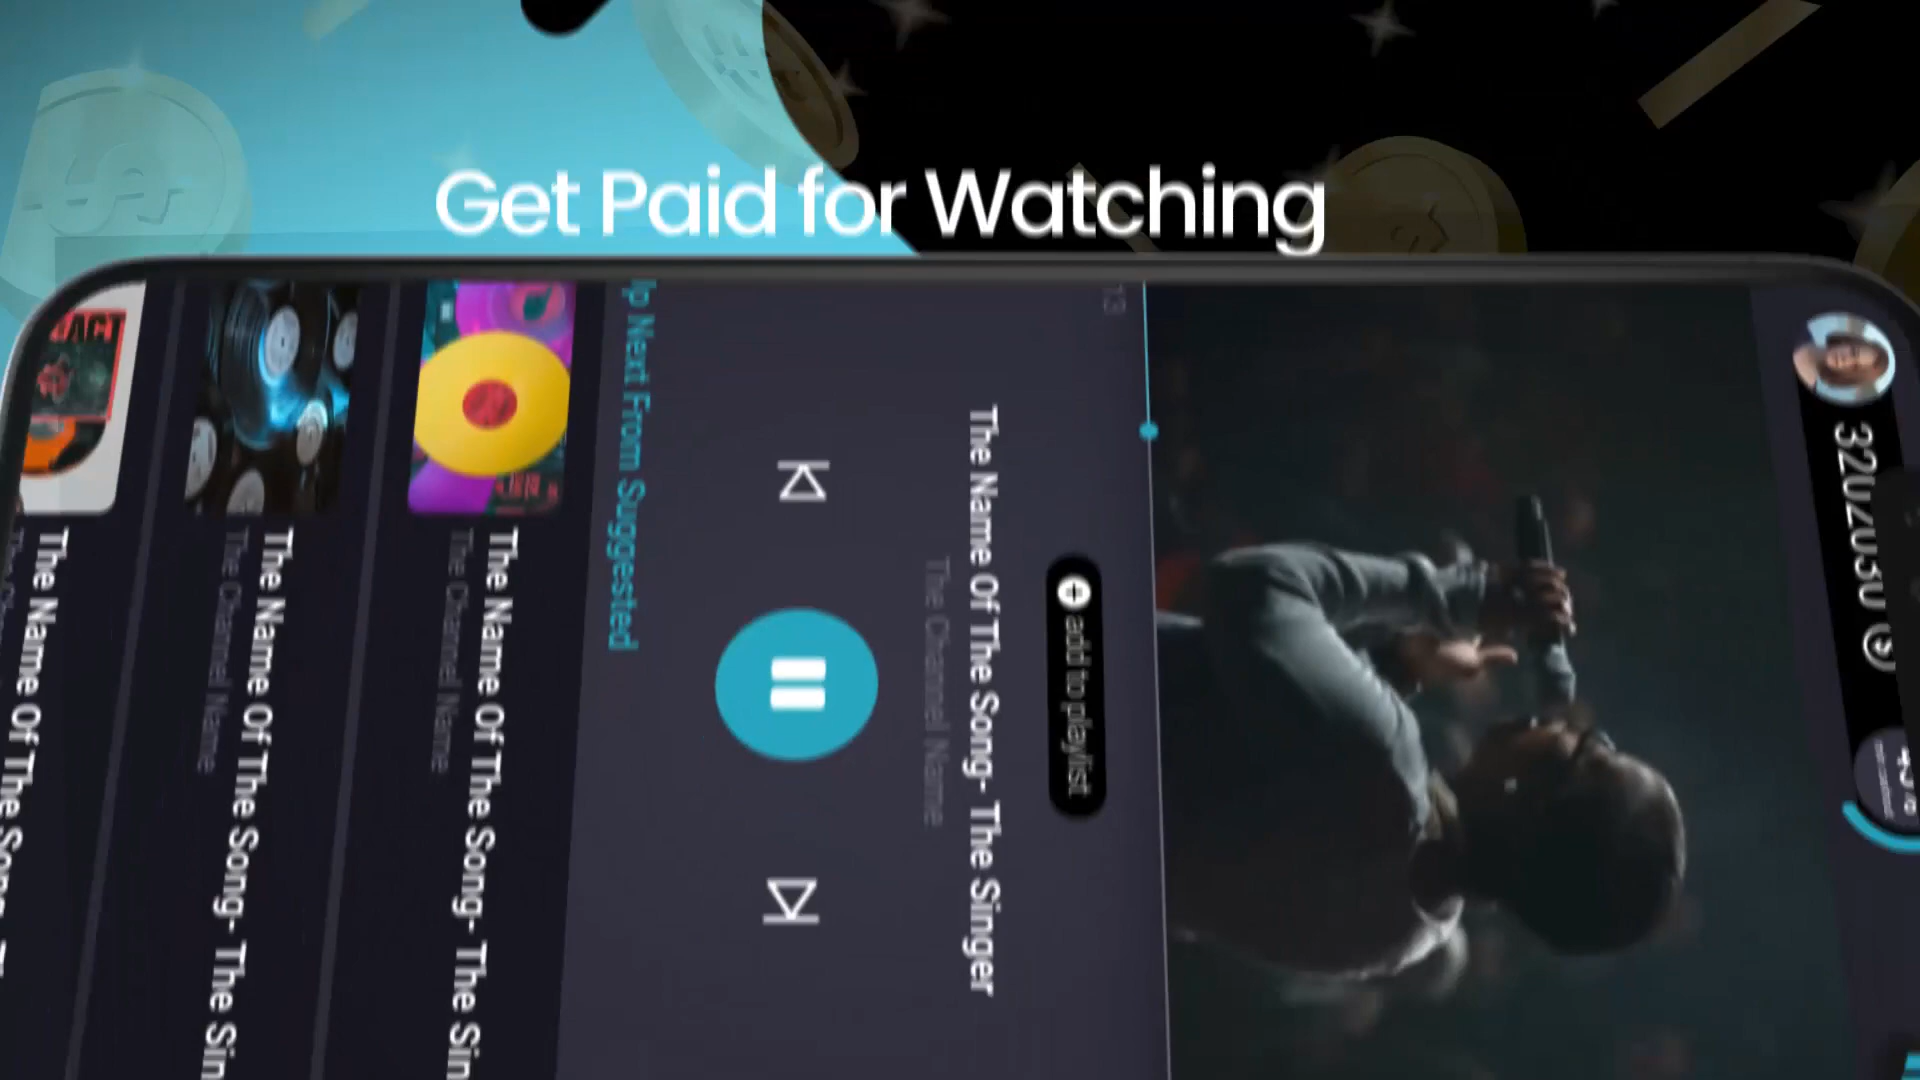 Get Paid for Watching
3202030
add to playlist
The Name Of The Song- The Singer
The Channel Name
Next From Suggested
The Name Of The Song- The Sin
The Channel Name
The Name Of The Song- The Sin
The Channel Name
The Name Of The Song-